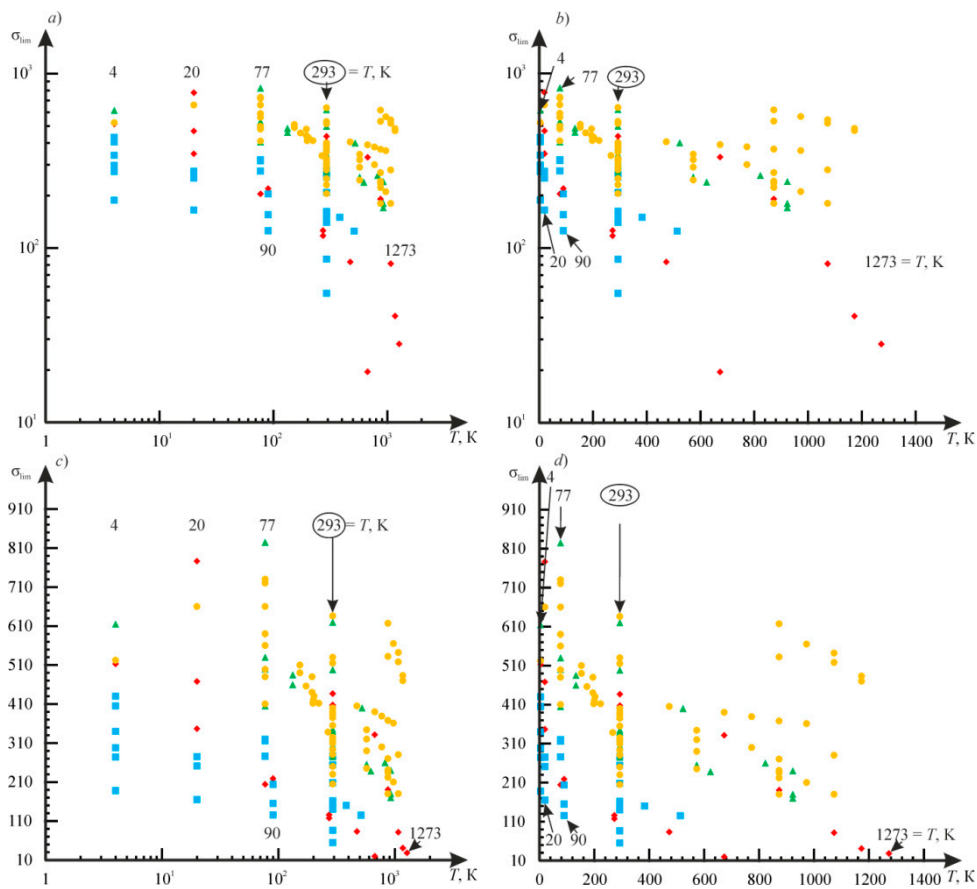 a)
σlim
4 20 77 293 = T, K
10³
10²
90 1273
10¹
1 10¹ 10² 10³ T, K
b)
σlim
4
77 293
10³
10²
20 90
1273 = T, K
10¹
0 200 400 600 800 1000 1200 1400 T, K
c)
σlim
910
4 20 77 293 = T, K
810
710
610
510
410
310
210
110
90 1273
10
1 10¹ 10² 10³ T, K
d)
σlim
4
77 293
910
810
710
610
510
410
310
210
110
20 90
1273 = T, K
10
0 200 400 600 800 1000 1200 1400 T, K